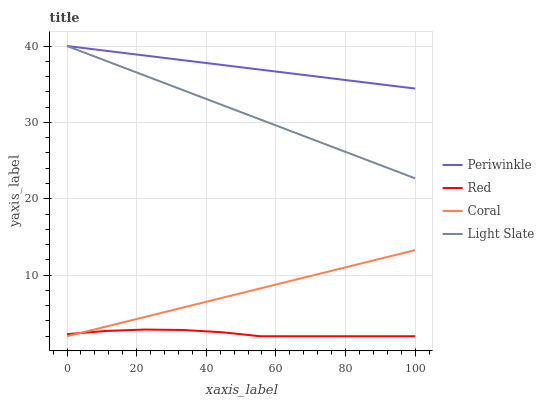 title
40
30
20
10
0
20
40
60
80
100
yaxis_label
xaxis_label
Periwinkle
Red
Coral
Light Slate